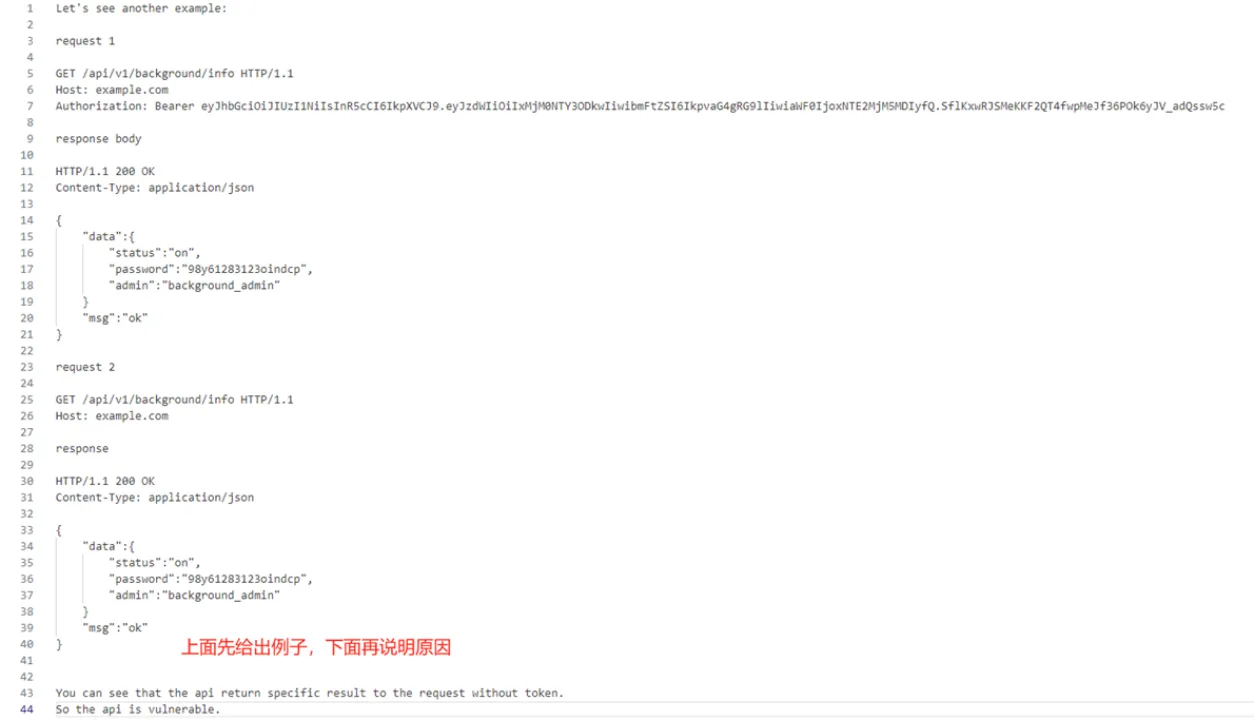 1 Let's see another example:
2
3 request 1
4
5 GET /api/v1/background/info HTTP/1.1
6 Host: example.com
7 Authorization: Bearer eyJhbGciOiJIUzI1NiIsInR5cCI6IkpXVCJ9.eyJzdWIiOiIxMjM0NTY3ODkwIiwibmFtZSI6IkpvaG4gRG9lIiwiaWF0IjoxNTE2MjM5MDIyfQ.SflKxwRJSMeKKF2QT4fwpMeJf36POk6yJV_adQssw5c
8
9 response body
10
11 HTTP/1.1 200 OK
12 Content-Type: application/json
13
14 {
15 "data":{
16 "status":"on",
17 "password":"98y61283123oindcp",
18 "admin":"background_admin"
19 }
20 "msg":"ok"
21 }
22
23 request 2
24
25 GET /api/v1/background/info HTTP/1.1
26 Host: example.com
27
28 response
29
30 HTTP/1.1 200 OK
31 Content-Type: application/json
32
33 {
34 "data":{
35 "status":"on",
36 "password":"98y61283123oindcp",
37 "admin":"background_admin"
38 }
39 "msg":"ok"
40 } 上面先给出例子，下面再说明原因
41
42
43 You can see that the api return specific result to the request without token.
44 So the api is vulnerable.